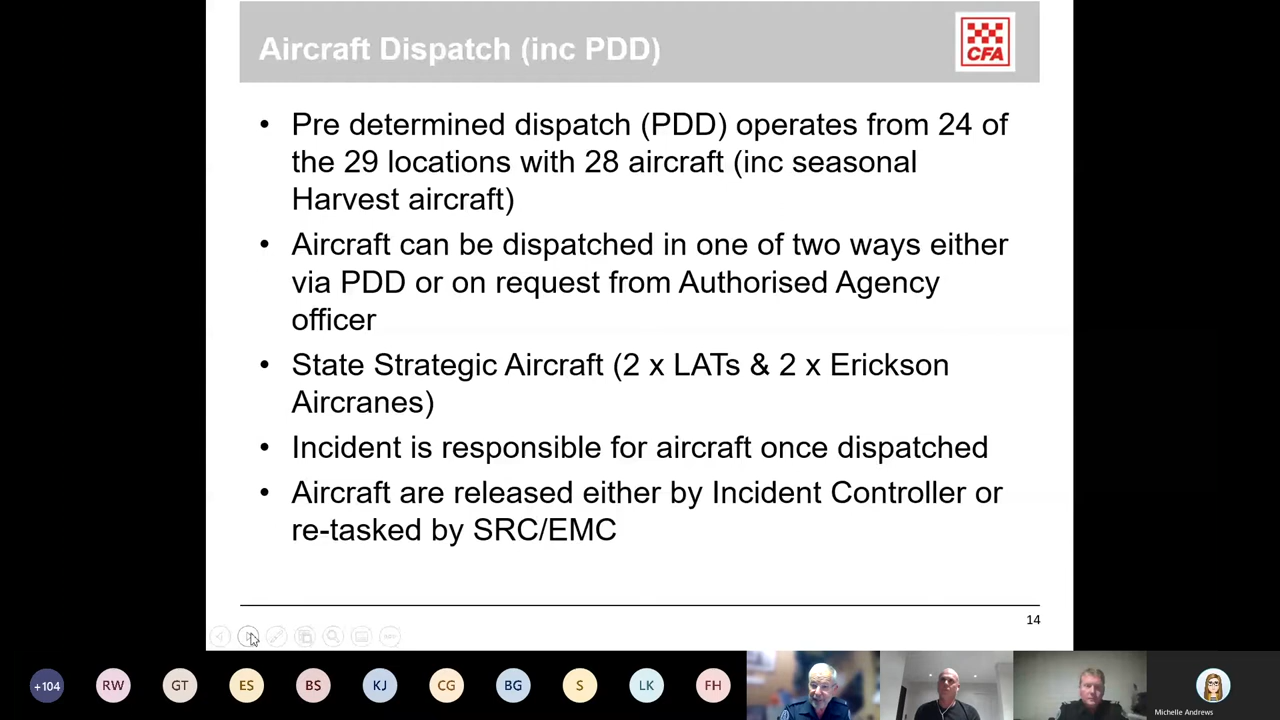 Aircraft Dispatch (inc PDD)
CFA
• Pre determined dispatch (PDD) operates from 24 of
the 29 locations with 28 aircraft (inc seasonal
Harvest aircraft)
• Aircraft can be dispatched in one of two ways either
via PDD or on request from Authorised Agency
officer
• State Strategic Aircraft (2 x LATs & 2 x Erickson
Aircranes)
• Incident is responsible for aircraft once dispatched
• Aircraft are released either by Incident Controller or
re-tasked by SRC/EMC
14
+104 RW GT ES BS KJ CG BG S LK FH
Michelle Andrews